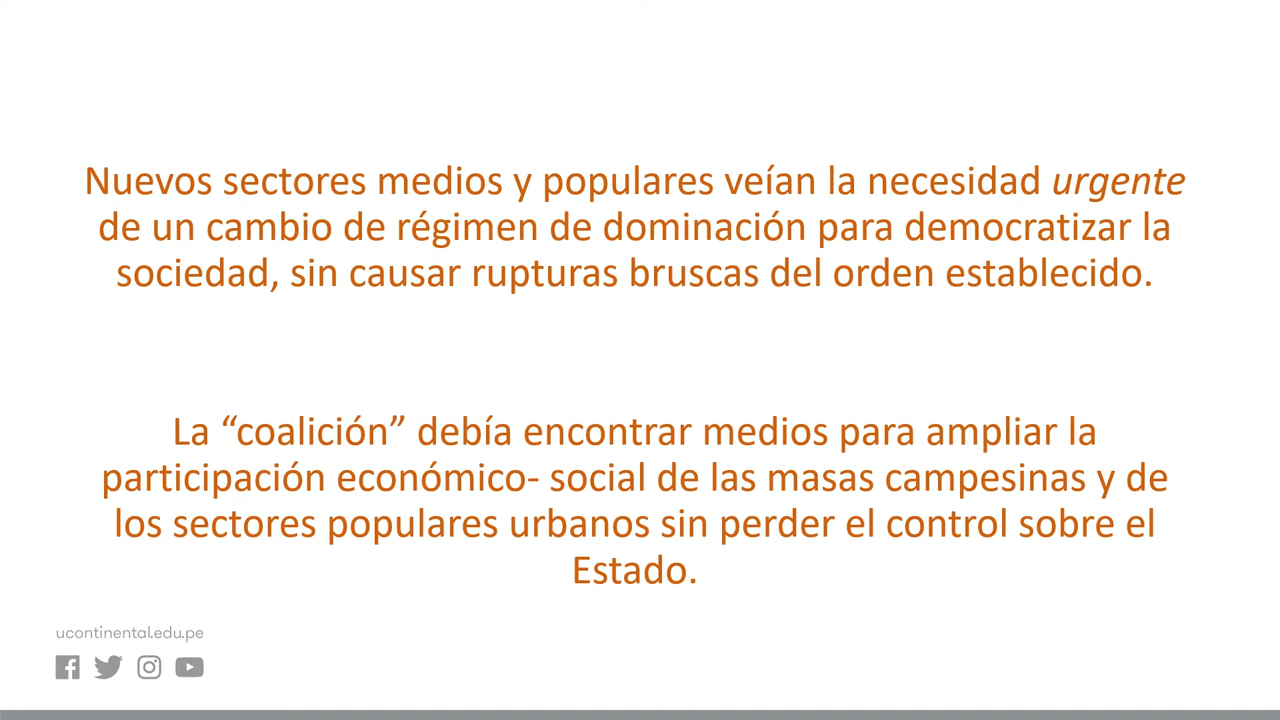 Nuevos sectores medios y populares veían la necesidad urgente
de un cambio de régimen de dominación para democratizar la
sociedad, sin causar rupturas bruscas del orden establecido.
La “coalición” debía encontrar medios para ampliar la
participación económico- social de las masas campesinas y de
los sectores populares urbanos sin perder el control sobre el
Estado.
ucontinental.edu.pe